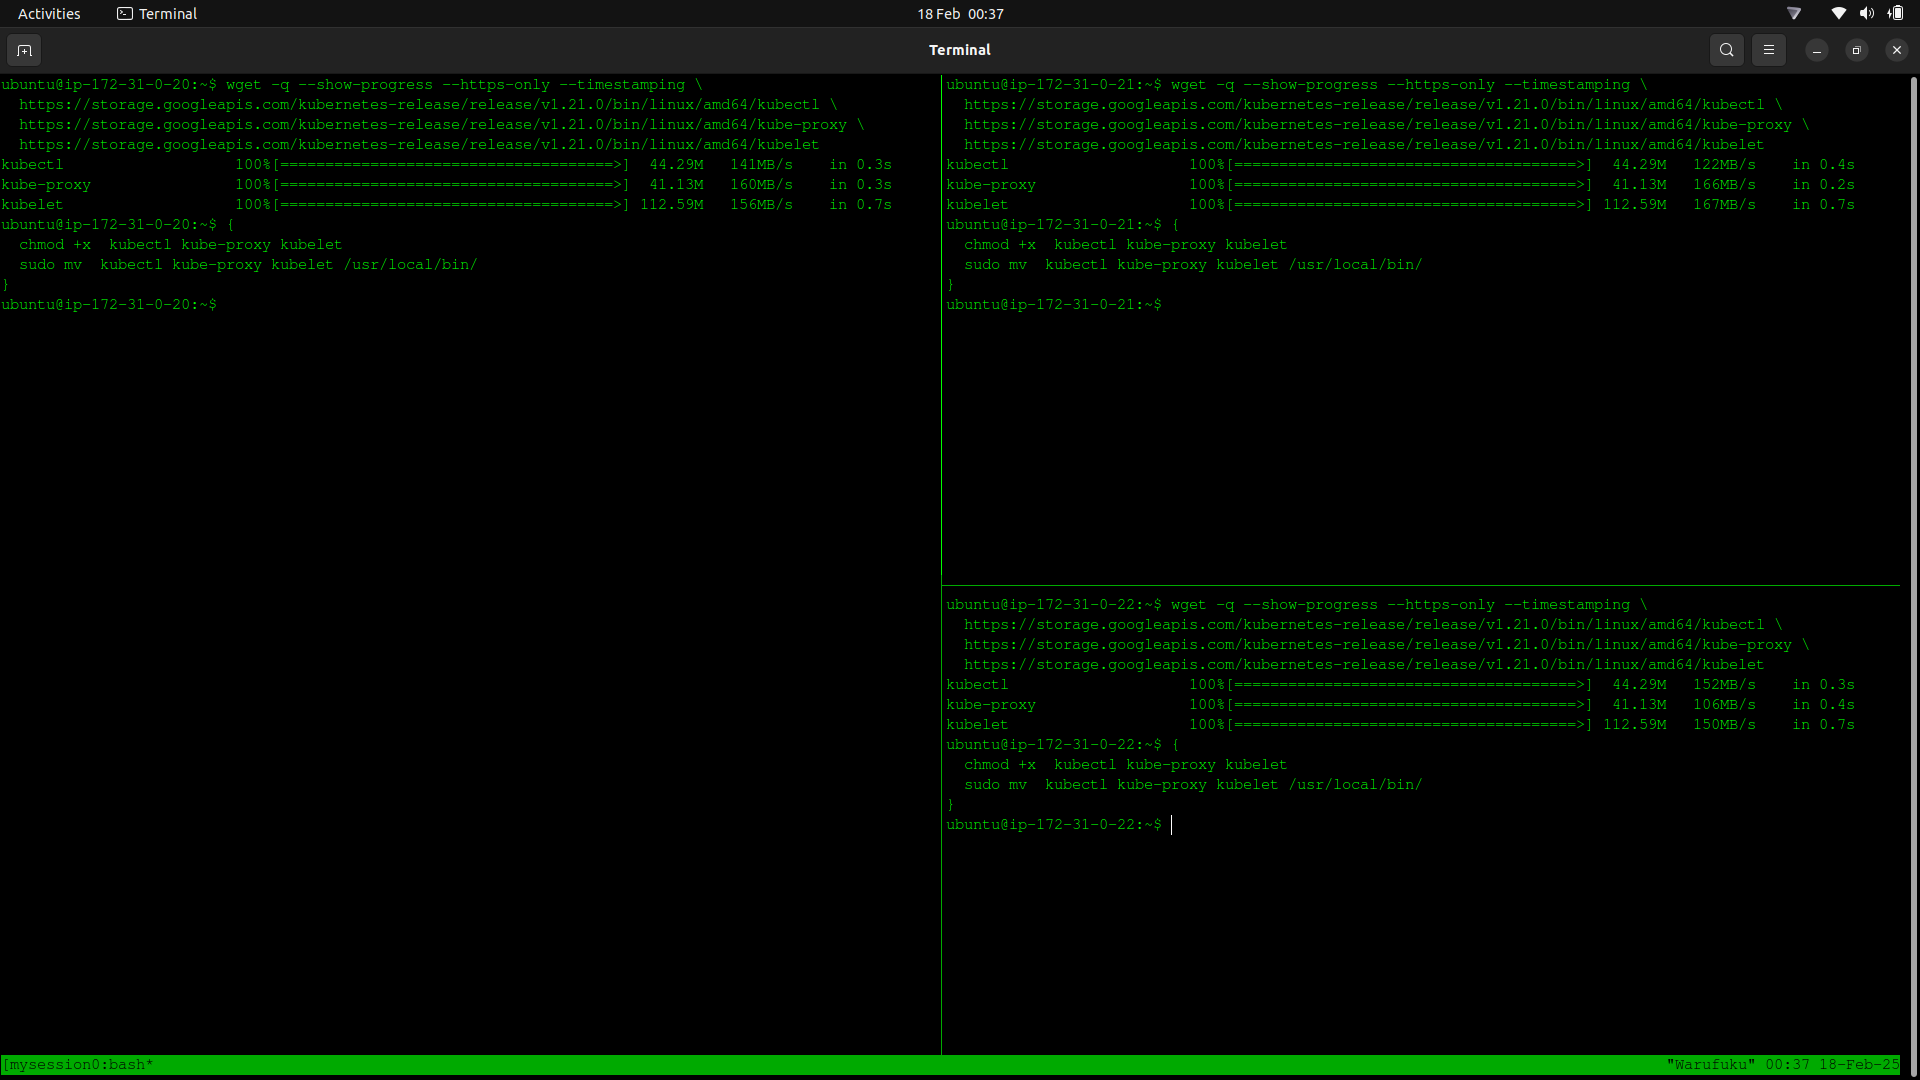 Activities Terminal 18 Feb 00:37
Terminal
ubuntu@ip-172-31-0-20:~$ wget -q --show-progress --https-only --timestamping \
  https://storage.googleapis.com/kubernetes-release/release/v1.21.0/bin/linux/amd64/kubectl \
  https://storage.googleapis.com/kubernetes-release/release/v1.21.0/bin/linux/amd64/kube-proxy \
  https://storage.googleapis.com/kubernetes-release/release/v1.21.0/bin/linux/amd64/kubelet
kubectl                   100%[=====================================>]  44.29M   141MB/s    in 0.3s
kube-proxy                100%[=====================================>]  41.13M   160MB/s    in 0.3s
kubelet                   100%[=====================================>] 112.59M   156MB/s    in 0.7s
ubuntu@ip-172-31-0-20:~$ {
  chmod +x  kubectl kube-proxy kubelet
  sudo mv  kubectl kube-proxy kubelet /usr/local/bin/
}
ubuntu@ip-172-31-0-20:~$
ubuntu@ip-172-31-0-21:~$ wget -q --show-progress --https-only --timestamping \
  https://storage.googleapis.com/kubernetes-release/release/v1.21.0/bin/linux/amd64/kubectl \
  https://storage.googleapis.com/kubernetes-release/release/v1.21.0/bin/linux/amd64/kube-proxy \
  https://storage.googleapis.com/kubernetes-release/release/v1.21.0/bin/linux/amd64/kubelet
kubectl                    100%[======================================>]  44.29M   122MB/s    in 0.4s
kube-proxy                 100%[======================================>]  41.13M   166MB/s    in 0.2s
kubelet                    100%[======================================>] 112.59M   167MB/s    in 0.7s
ubuntu@ip-172-31-0-21:~$ {
  chmod +x  kubectl kube-proxy kubelet
  sudo mv  kubectl kube-proxy kubelet /usr/local/bin/
}
ubuntu@ip-172-31-0-21:~$
ubuntu@ip-172-31-0-22:~$ wget -q --show-progress --https-only --timestamping \
  https://storage.googleapis.com/kubernetes-release/release/v1.21.0/bin/linux/amd64/kubectl \
  https://storage.googleapis.com/kubernetes-release/release/v1.21.0/bin/linux/amd64/kube-proxy \
  https://storage.googleapis.com/kubernetes-release/release/v1.21.0/bin/linux/amd64/kubelet
kubectl                    100%[======================================>]  44.29M   152MB/s    in 0.3s
kube-proxy                 100%[======================================>]  41.13M   106MB/s    in 0.4s
kubelet                    100%[======================================>] 112.59M   150MB/s    in 0.7s
ubuntu@ip-172-31-0-22:~$ {
  chmod +x  kubectl kube-proxy kubelet
  sudo mv  kubectl kube-proxy kubelet /usr/local/bin/
}
ubuntu@ip-172-31-0-22:~$
[mysession0:bash* "Warufuku" 00:37 18-Feb-25